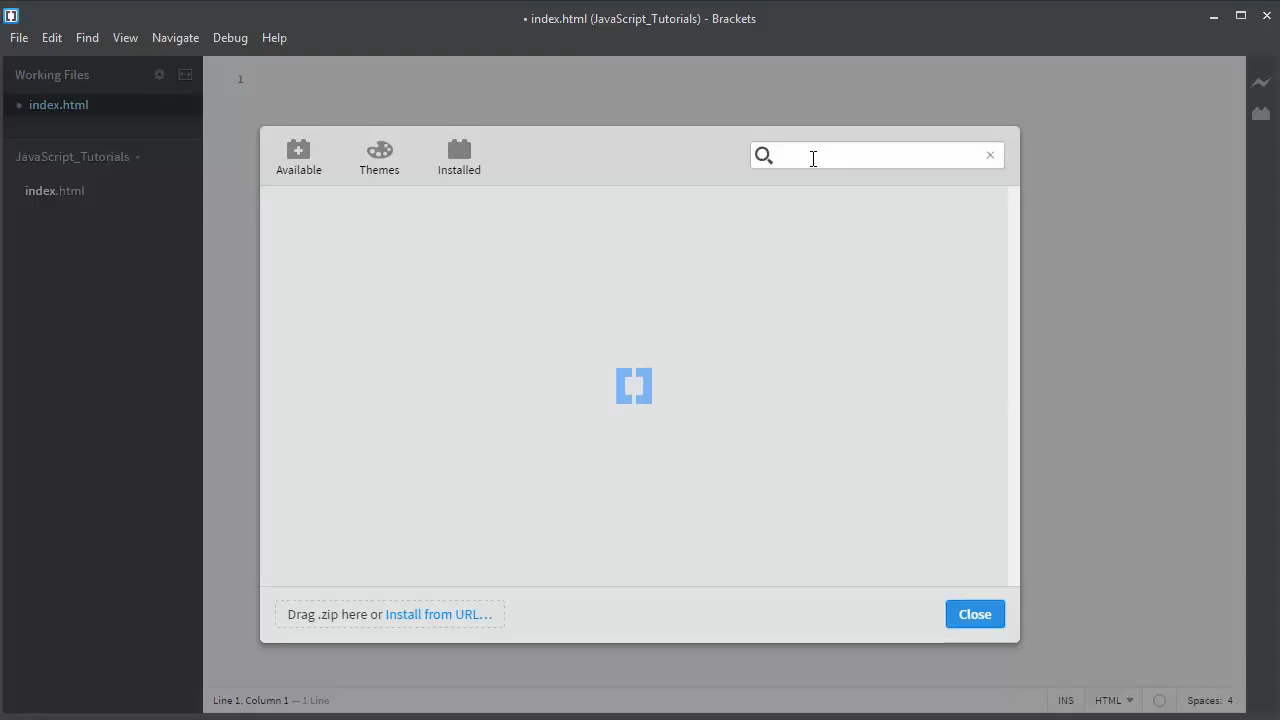 • index.html (JavaScript_Tutorials) - Brackets
File Edit Find View Navigate Debug Help
Working Files
index.html
JavaScript_Tutorials
index.html
1
Available Themes Installed
Drag .zip here or Install from URL...
Close
Line 1, Column 1 — 1 Line
INS HTML Spaces: 4